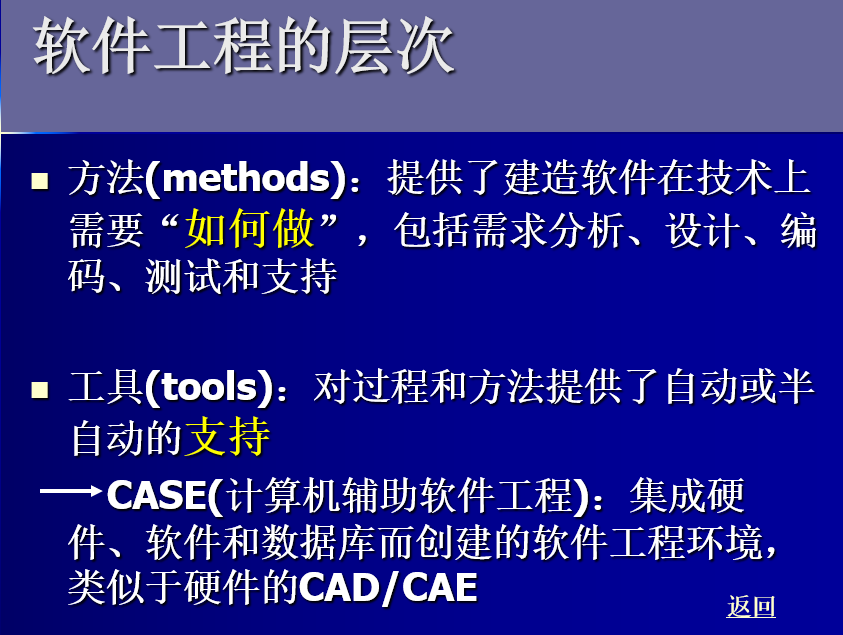 软件工程的层次
方法(methods)：提供了建造软件在技术上
需要“如何做”，包括需求分析、设计、编
码、测试和支持
工具(tools)：对过程和方法提供了自动或半
自动的支持
CASE(计算机辅助软件工程)：集成硬
件、软件和数据库而创建的软件工程环境，
类似于硬件的CAD/CAE
返回